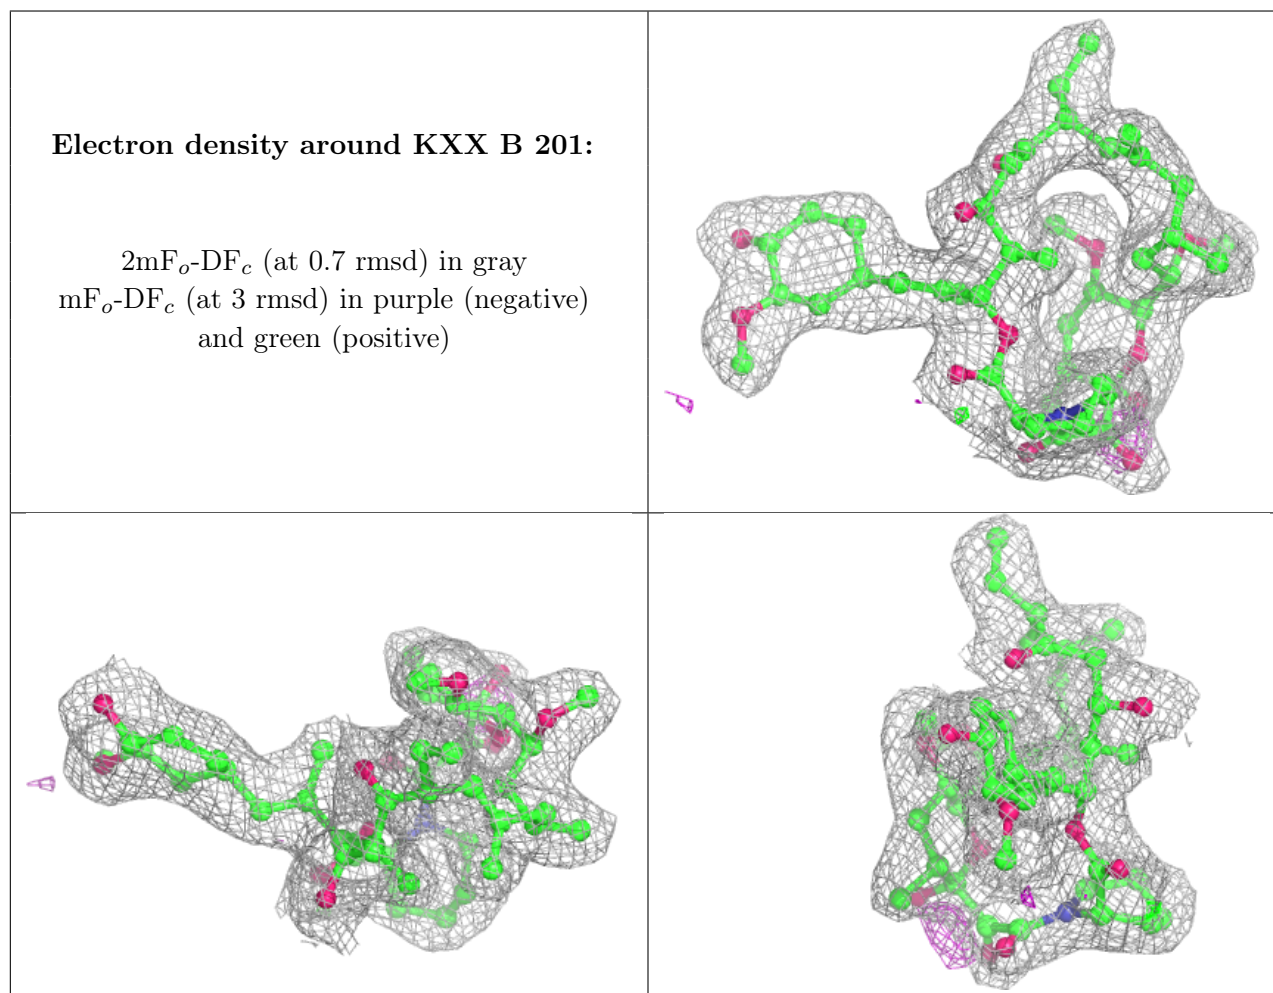 Electron density around KXX B 201:
2mFo-DFc (at 0.7 rmsd) in gray
mFo-DFc (at 3 rmsd) in purple (negative)
and green (positive)